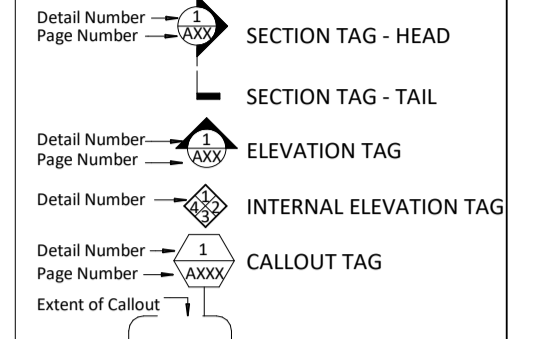 Detail Number
Page Number
1
AXX
SECTION TAG - HEAD
SECTION TAG - TAIL
Detail Number
Page Number
1
AXX
ELEVATION TAG
Detail Number
1
4 2
3
INTERNAL ELEVATION TAG
Detail Number
Page Number
1
AXXX
CALLOUT TAG
Extent of Callout